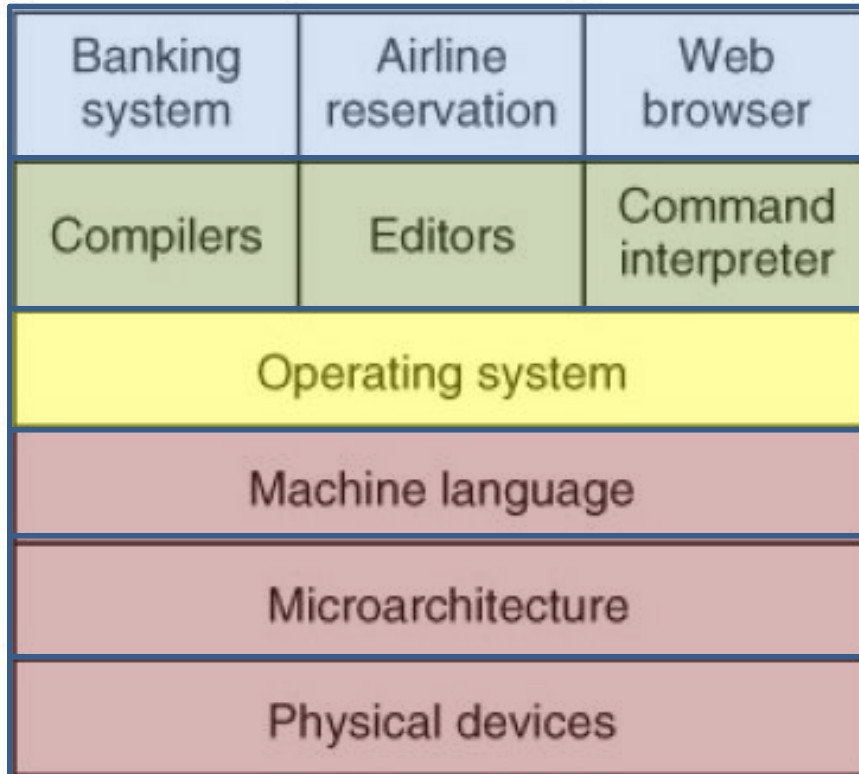 Banking
system
Airline
reservation
Web
browser
Compilers
Editors
Command
interpreter
Operating system
Machine language
Microarchitecture
Physical devices